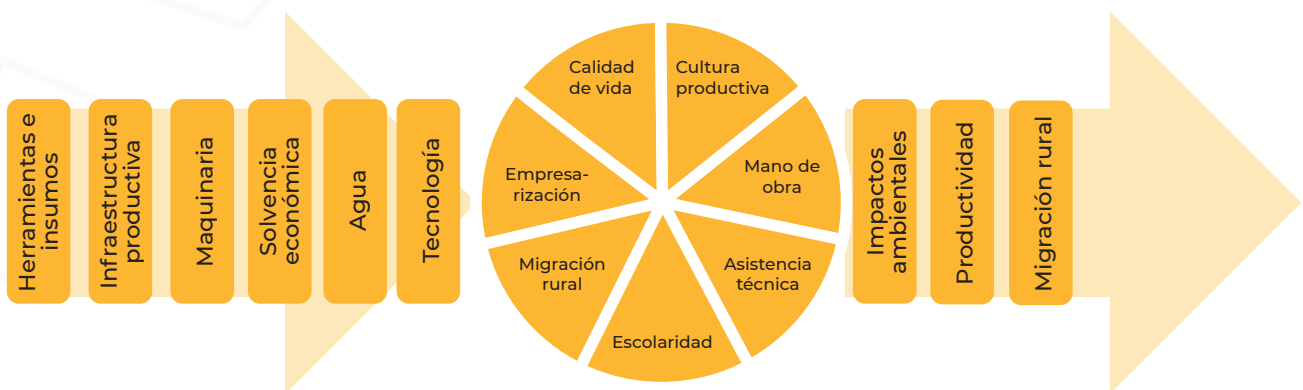 Herramientas e
insumos
Infraestructura
productiva
Maquinaria
Solvencia
económica
Agua
Tecnología
Calidad
de vida
Cultura
productiva
Mano de
obra
Asistencia
técnica
Escolaridad
Migración
rural
Empresa-
rización
Impactos
ambientales
Productividad
Migración rural